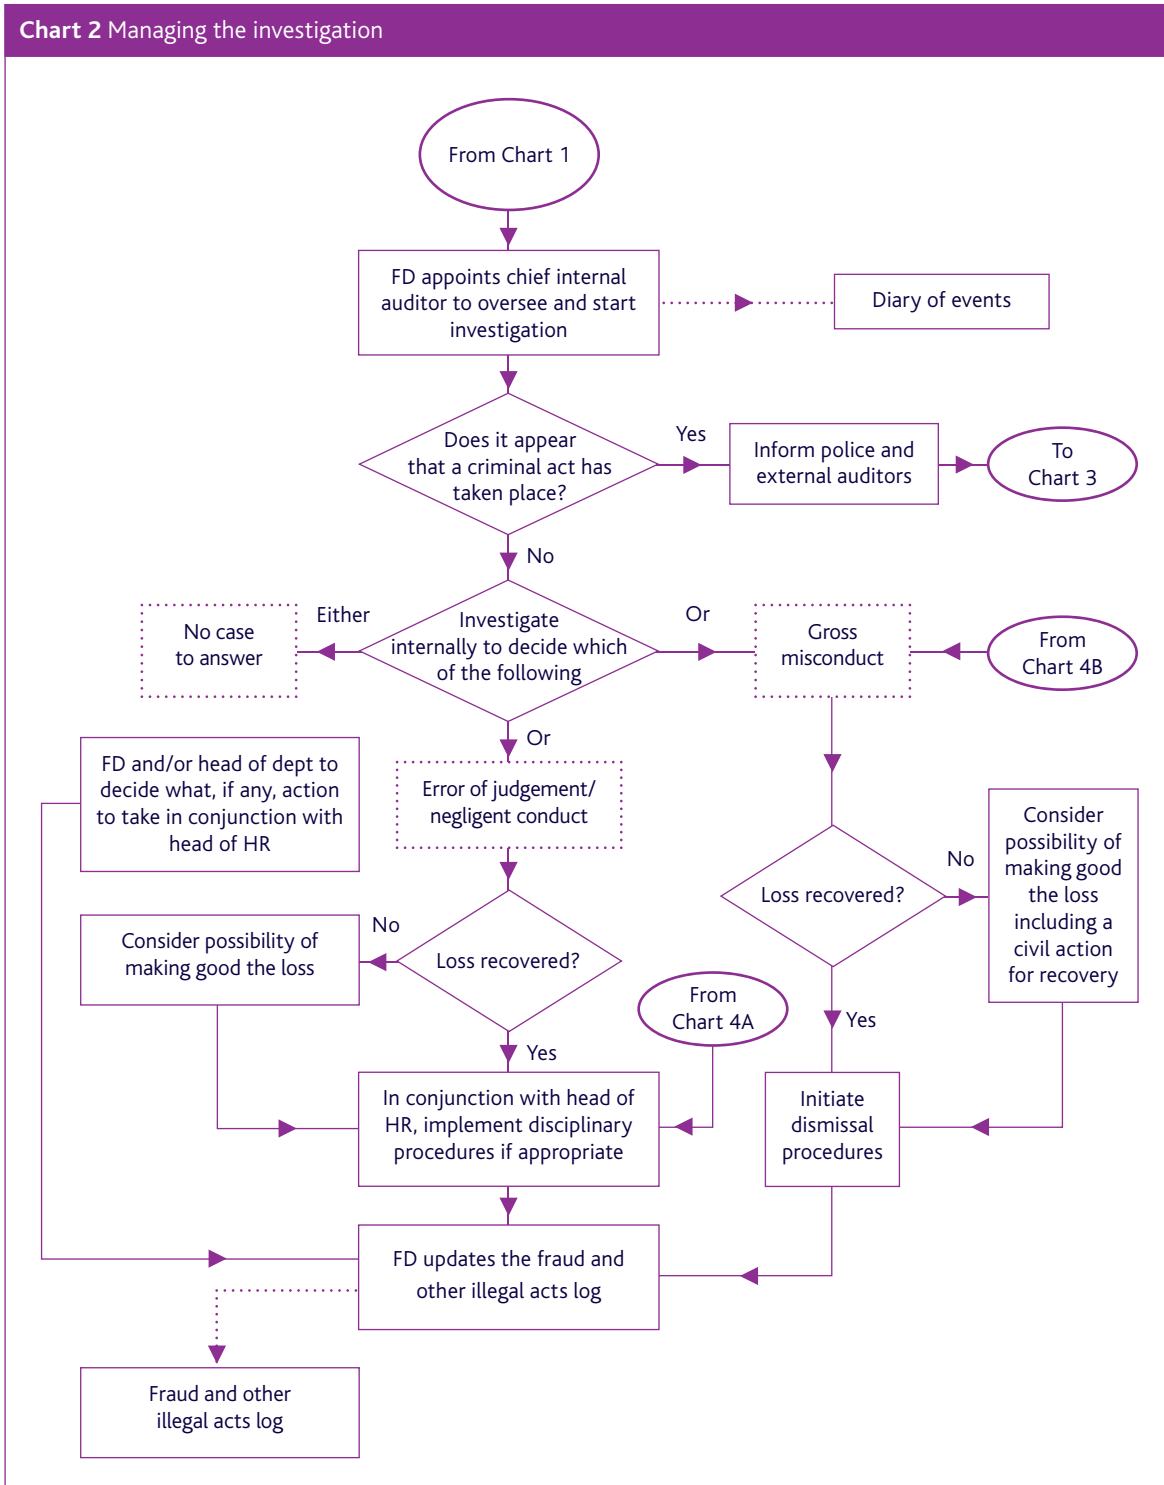 Chart 2 Managing the investigation
From Chart 1
FD appoints chief internal
auditor to oversee and start
investigation
Diary of events
Does it appear
that a criminal act has
taken place?
Yes
Inform police and
external auditors
To
Chart 3
No
Either
No case
to answer
Investigate
internally to decide which
of the following
Or
Gross
misconduct
From
Chart 4B
Or
FD and/or head of dept to
decide what, if any, action
to take in conjunction with
head of HR
Error of judgement/
negligent conduct
Loss recovered?
No
Consider
possibility of
making good
the loss
including a
civil action
for recovery
No
Consider possibility of
making good the loss
Loss recovered?
From
Chart 4A
Yes
Yes
In conjunction with head of
HR, implement disciplinary
procedures if appropriate
Initiate
dismissal
procedures
FD updates the fraud and
other illegal acts log
Fraud and other
illegal acts log